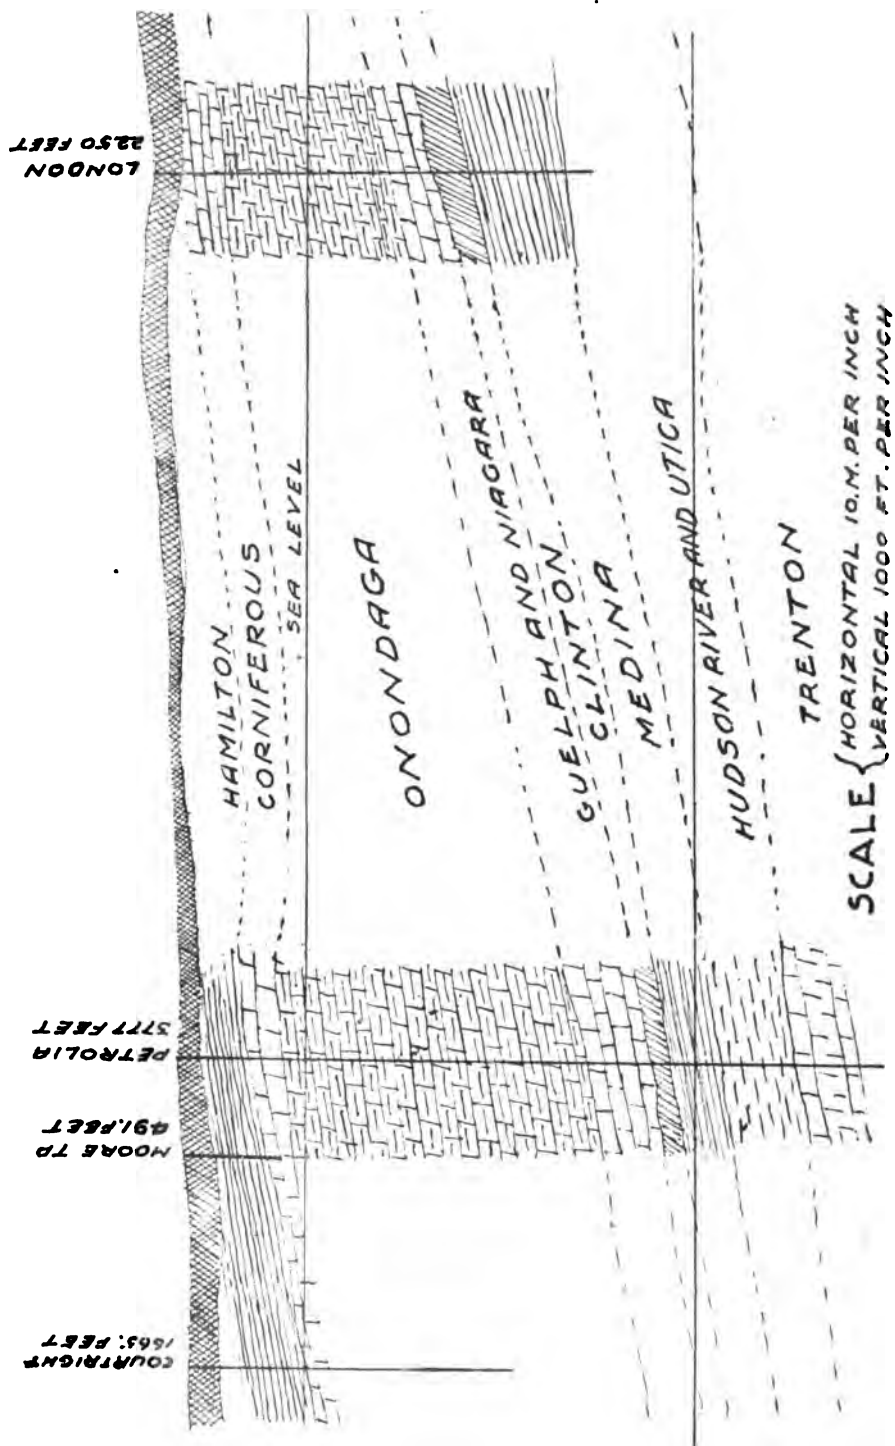 COURTRIGHT
1665. FEET
MOORE TP
491. FEET
PETROLIA
3777 FEET
LONDON
2250 FEET
HAMILTON
CORNIFEROUS
SEA LEVEL
ONONDAGA
GUELPH AND NIAGARA
CLINTON
MEDINA
HUDSON RIVER AND UTICA
TRENTON
SCALE { HORIZONTAL 10.M. PER INCH
VERTICAL 1000 FT. PER INCH